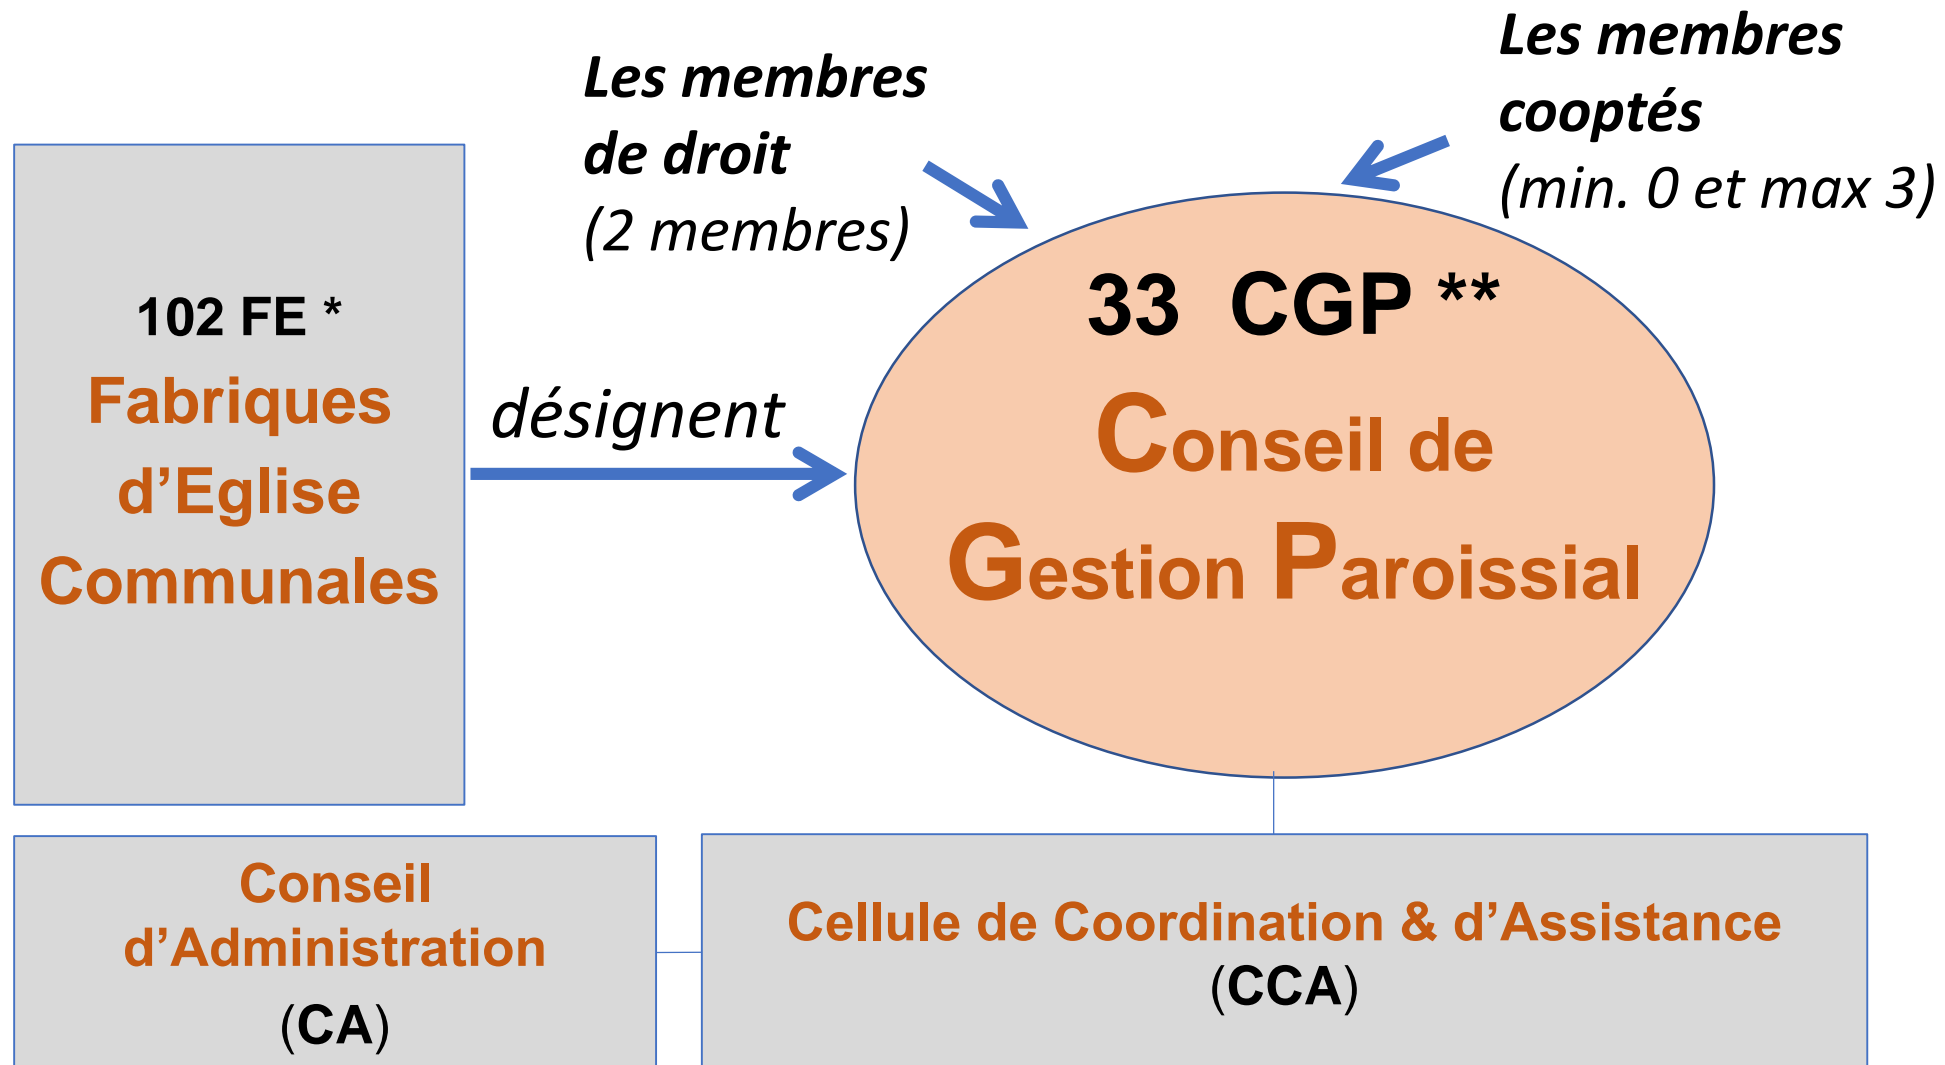 Les membres
de droit
(2 membres)
Les membres
cooptés
(min. 0 et max 3)
102 FE *
Fabriques
d’Eglise
Communales
désignent
33 CGP **
Conseil de
Gestion Paroissial
Conseil
d’Administration
(CA)
Cellule de Coordination & d’Assistance
(CCA)